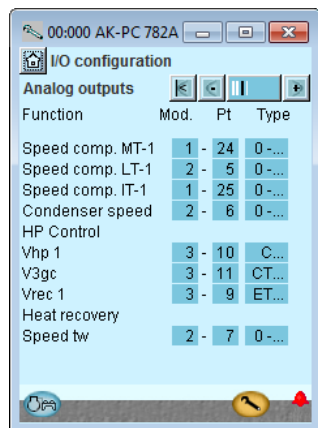 00:000 AK-PC 782A
I/O configuration
Analog outputs
Function Mod. Pt Type
Speed comp. MT-1 1 - 24 0 -...
Speed comp. LT-1 2 - 5 0 -...
Speed comp. IT-1 1 - 25 0 -...
Condenser speed 2 - 6 0 -...
HP Control
Vhp 1 3 - 10 C...
V3gc 3 - 11 CT...
Vrec 1 3 - 9 ET...
Heat recovery
Speed tw 2 - 7 0 -...